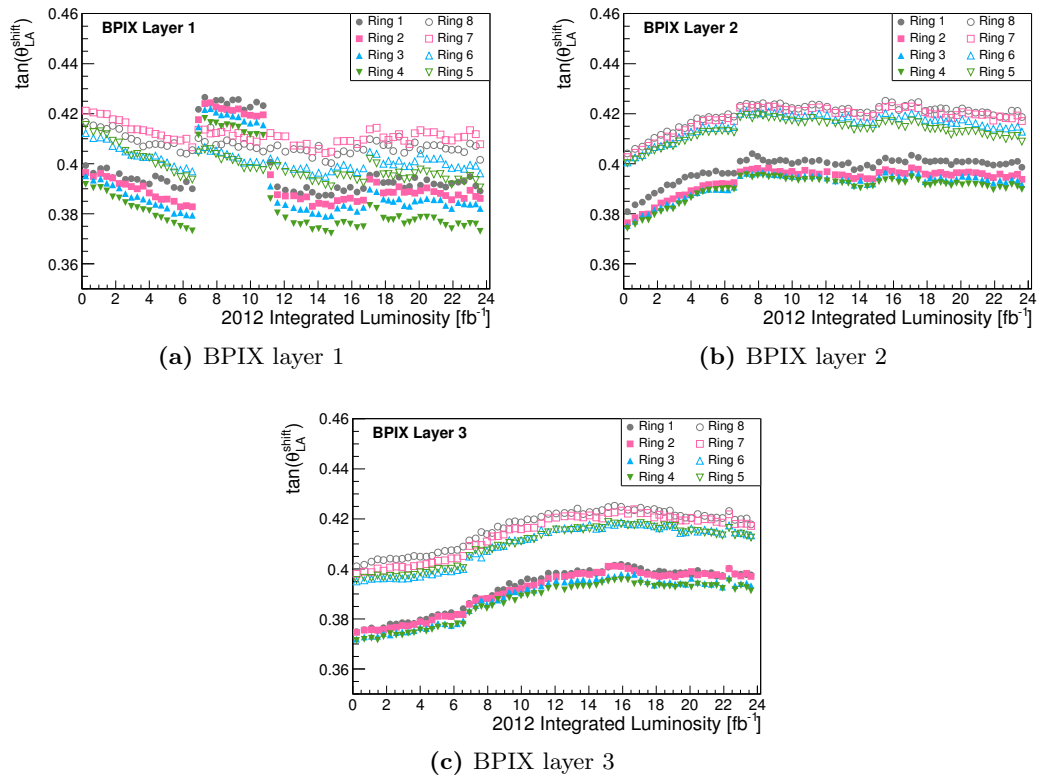 BPIX Layer 1
Ring 1 Ring 8
Ring 2 Ring 7
Ring 3 Ring 6
Ring 4 Ring 5
tan(θ_LA^shift)
0.46
0.44
0.42
0.4
0.38
0.36
0 2 4 6 8 10 12 14 16 18 20 22 24
2012 Integrated Luminosity [fb⁻¹]
(a) BPIX layer 1
BPIX Layer 2
Ring 1 Ring 8
Ring 2 Ring 7
Ring 3 Ring 6
Ring 4 Ring 5
tan(θ_LA^shift)
0.46
0.44
0.42
0.4
0.38
0.36
0 2 4 6 8 10 12 14 16 18 20 22 24
2012 Integrated Luminosity [fb⁻¹]
(b) BPIX layer 2
BPIX Layer 3
Ring 1 Ring 8
Ring 2 Ring 7
Ring 3 Ring 6
Ring 4 Ring 5
tan(θ_LA^shift)
0.46
0.44
0.42
0.4
0.38
0.36
0 2 4 6 8 10 12 14 16 18 20 22 24
2012 Integrated Luminosity [fb⁻¹]
(c) BPIX layer 3